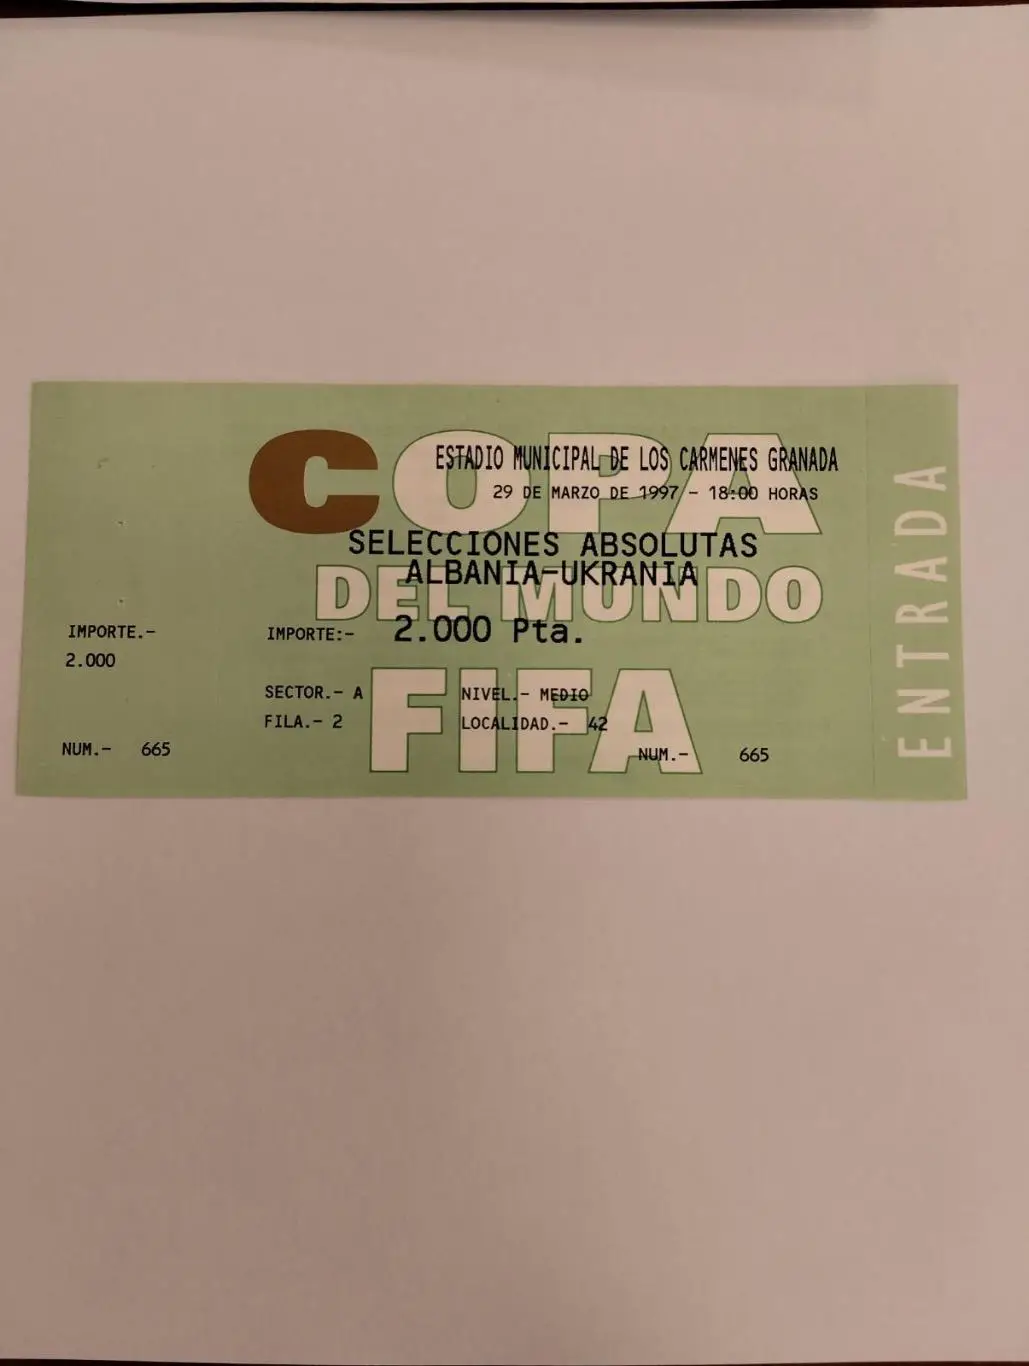 COPA
DEL MUNDO
FIFA
ESTADIO MUNICIPAL DE LOS CARMENES GRANADA
29 DE MARZO DE 1997 - 18:00 HORAS
SELECCIONES ABSOLUTAS
ALBANIA-UKRANIA
IMPORTE.-
2.000
IMPORTE:- 2.000 Pta.
SECTOR.- A NIVEL.- MEDIO
FILA.- 2 LOCALIDAD.- 42
NUM.- 665
NUM.- 665
ENTRADA